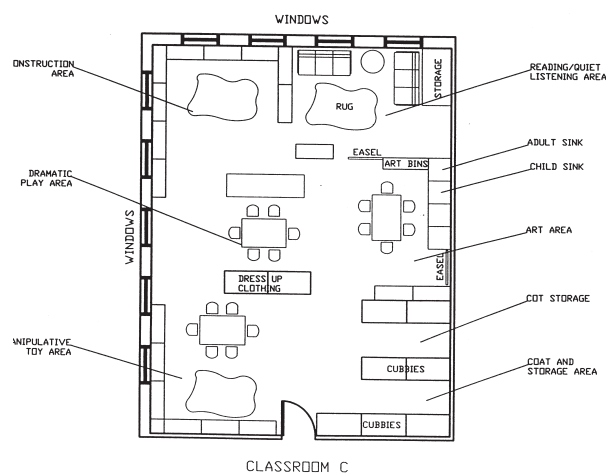 WINDOWS
ONSTRUCTION
AREA
READING/QUIET
LISTENING AREA
STORAGE
RUG
EASEL
ART BINS
ADULT SINK
CHILD SINK
DRAMATIC
PLAY AREA
WINDOWS
ART AREA
EASEL
DRESS UP
CLOTHING
COT STORAGE
ANIPULATIVE
TOY AREA
CUBBIES
COAT AND
STORAGE AREA
CUBBIES
CLASSROOM C